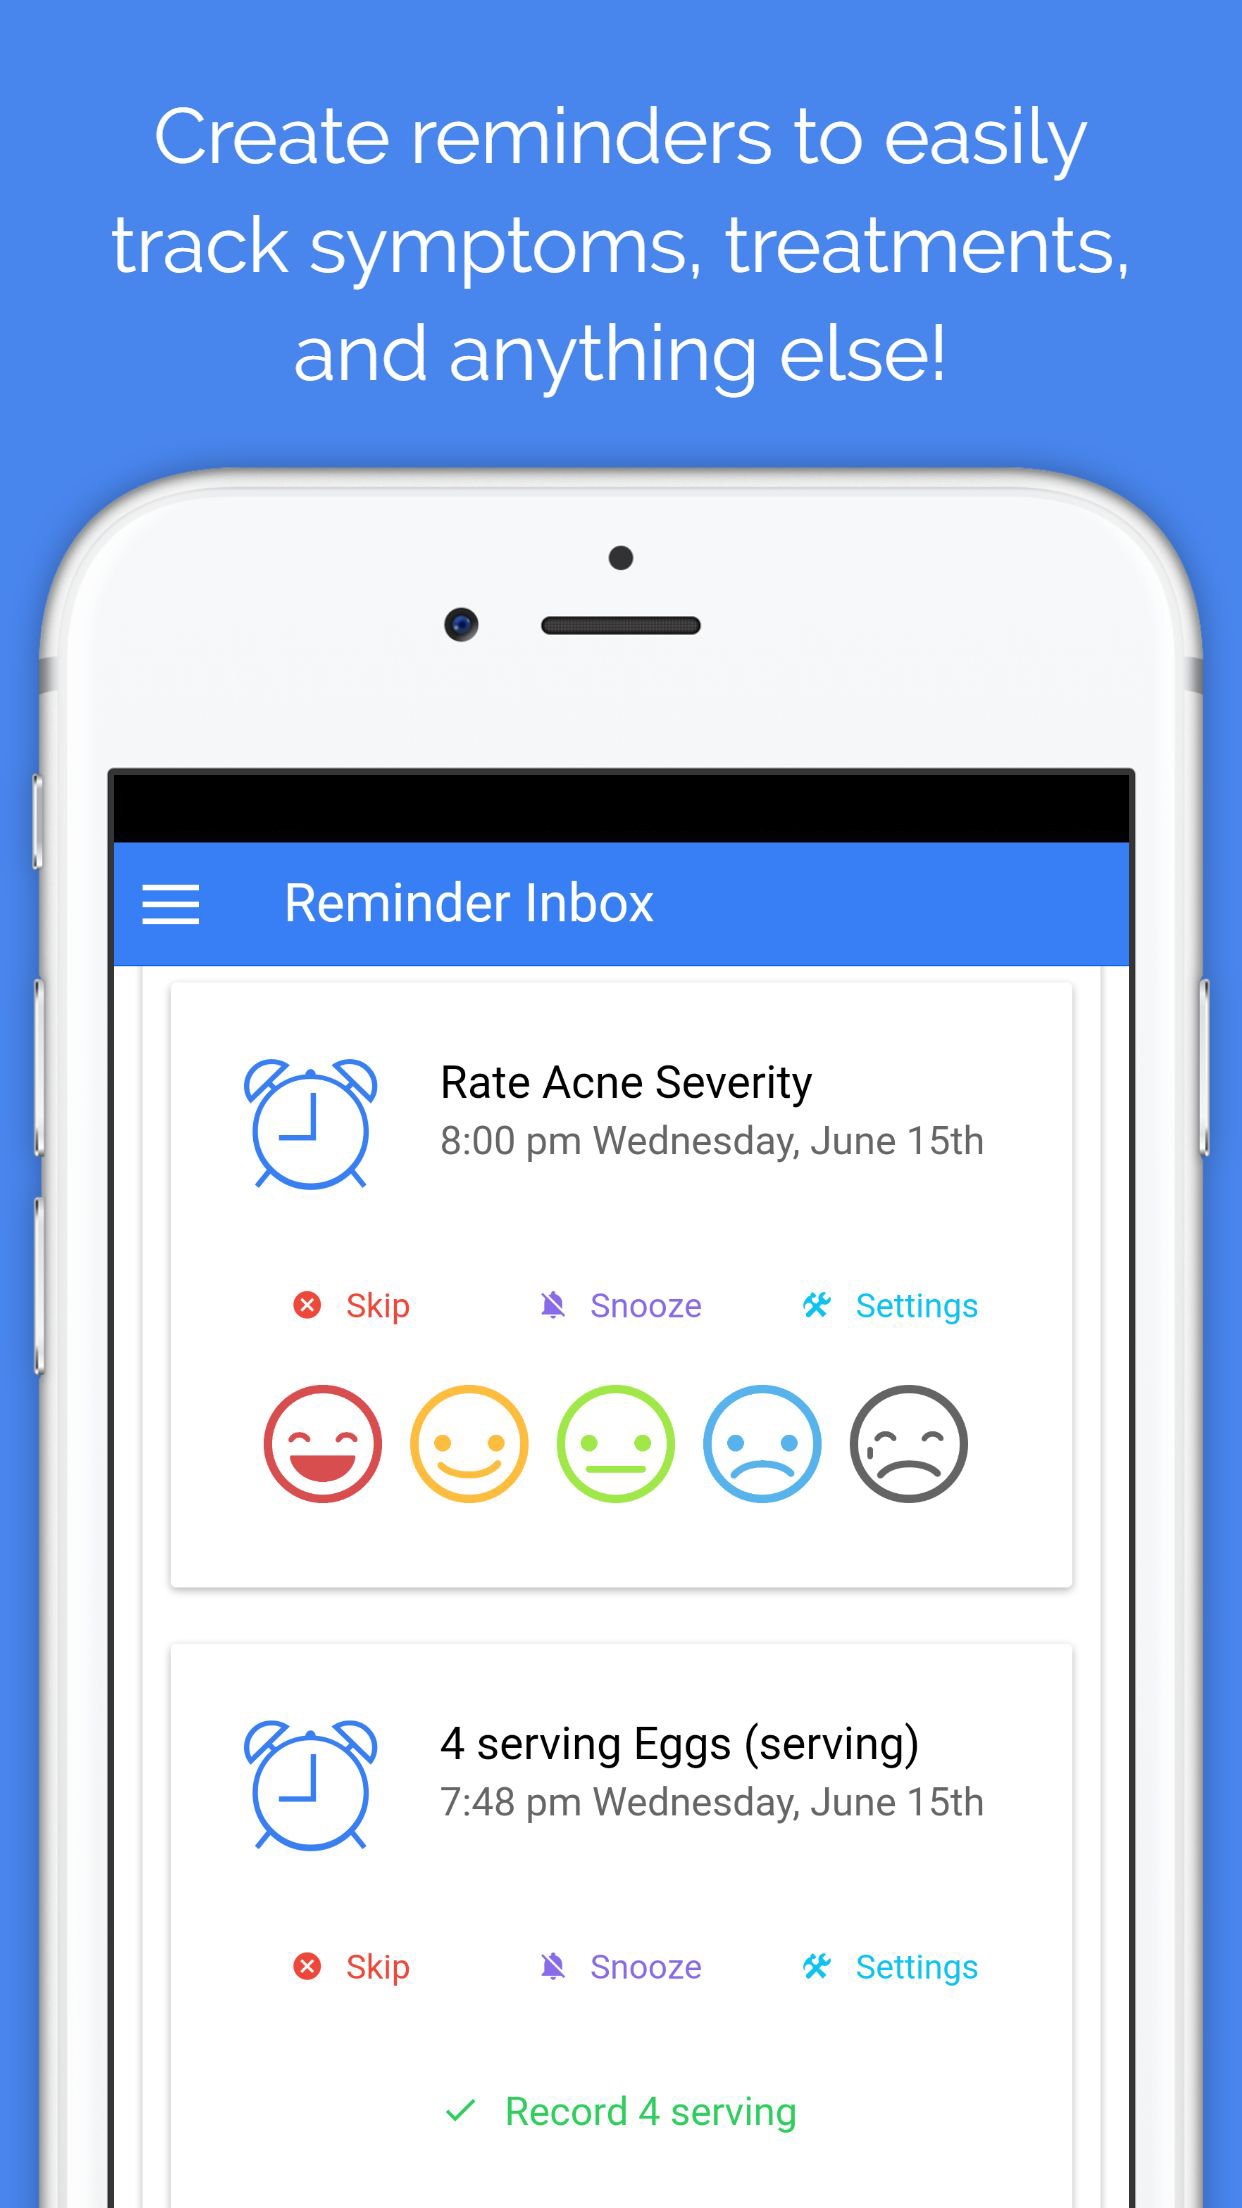 Create reminders to easily
track symptoms, treatments,
and anything else!
Reminder Inbox
Rate Acne Severity
8:00 pm Wednesday, June 15th
Skip Snooze Settings
4 serving Eggs (serving)
7:48 pm Wednesday, June 15th
Skip Snooze Settings
Record 4 serving